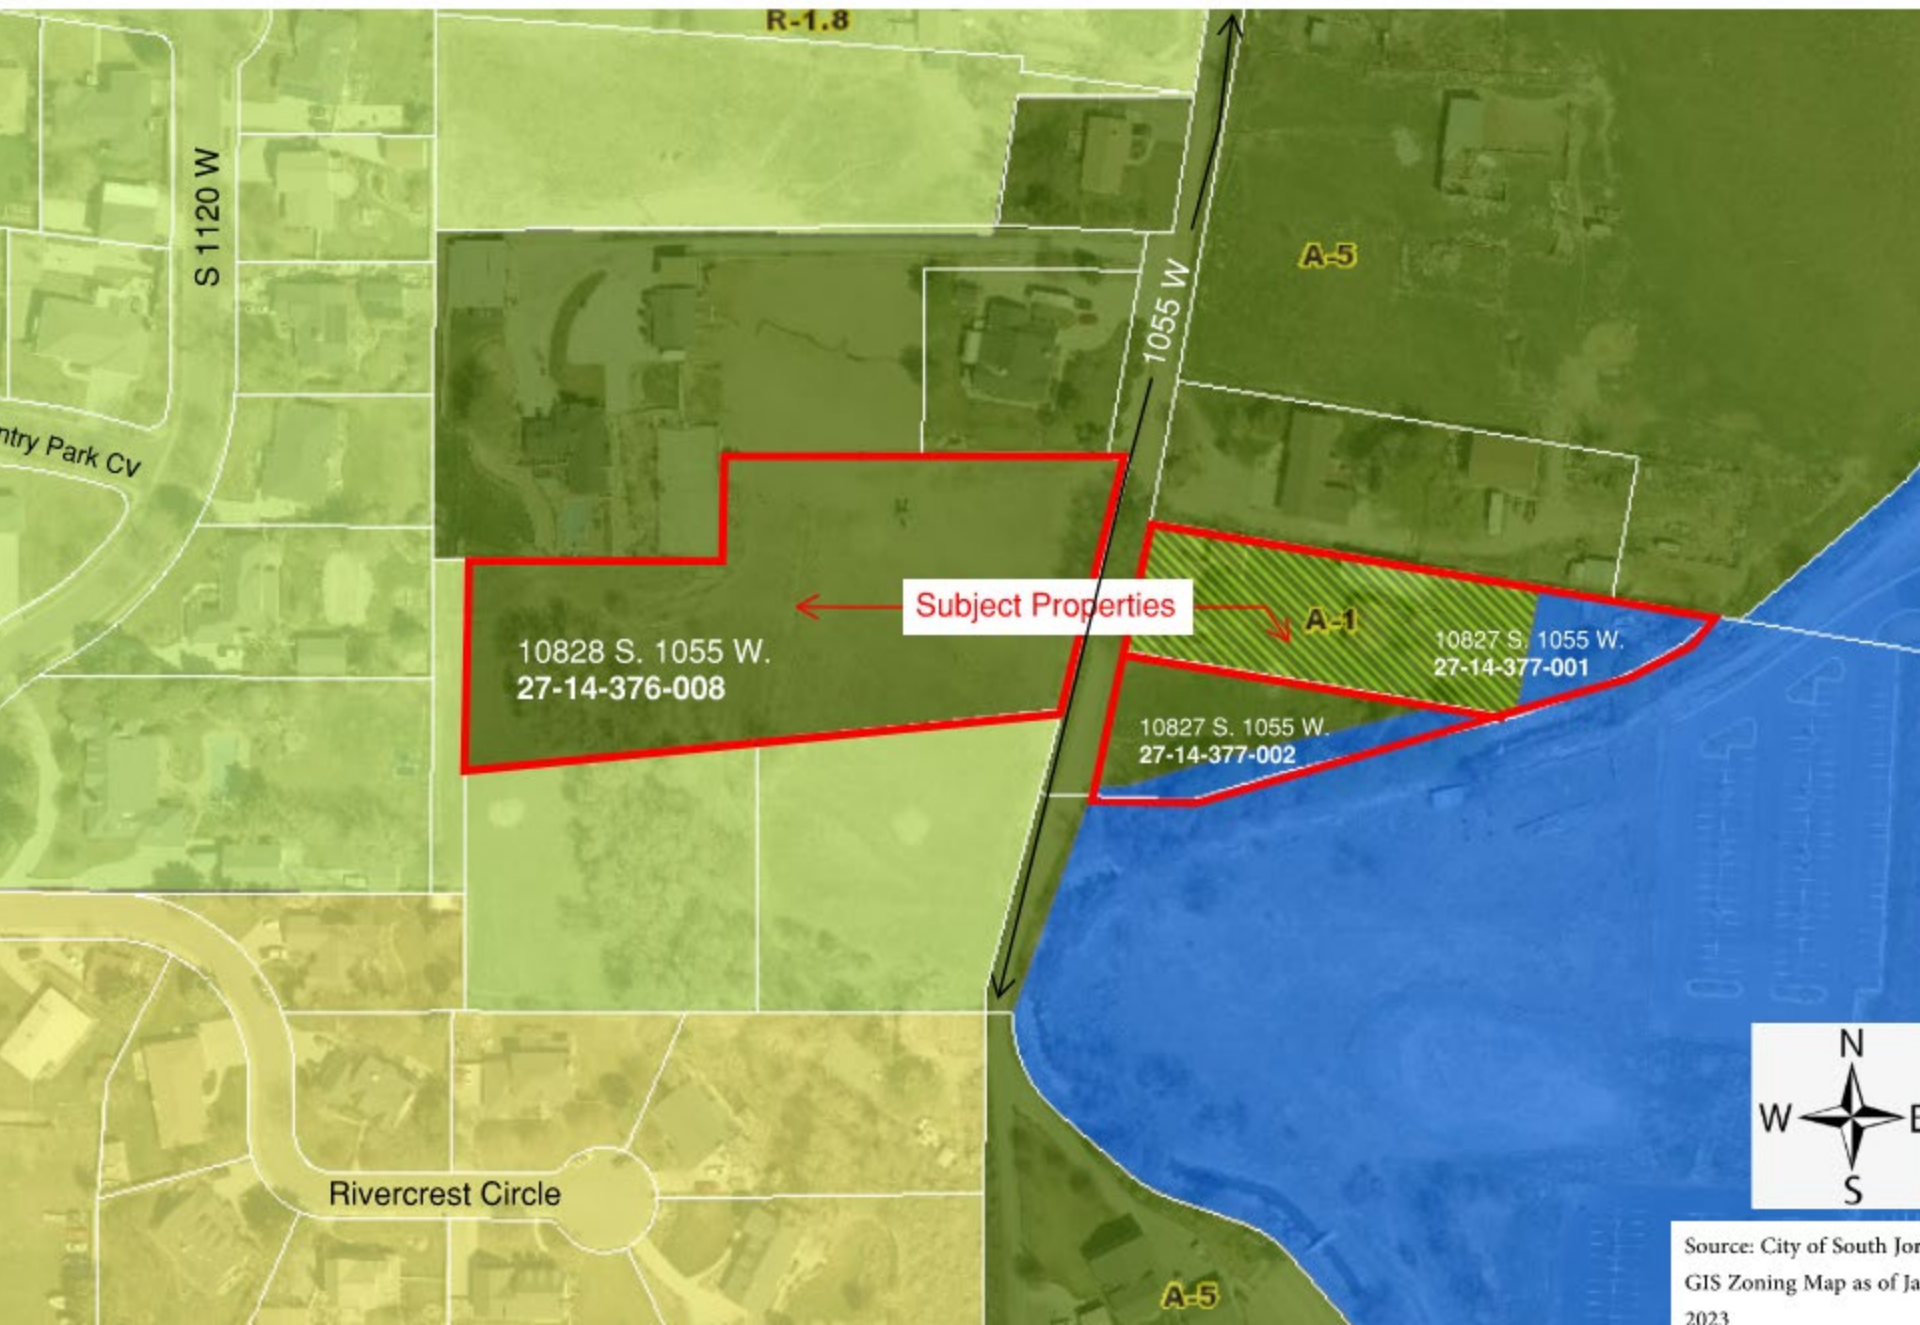 R-1.8
S 1120 W
A-5
1055 W
ntry Park Cv
Subject Properties
A-1
10828 S. 1055 W.
27-14-376-008
10827 S. 1055 W.
27-14-377-001
10827 S. 1055 W.
27-14-377-002
N
W E
S
Rivercrest Circle
A-5
Source: City of South Jor
GIS Zoning Map as of Ja
2023